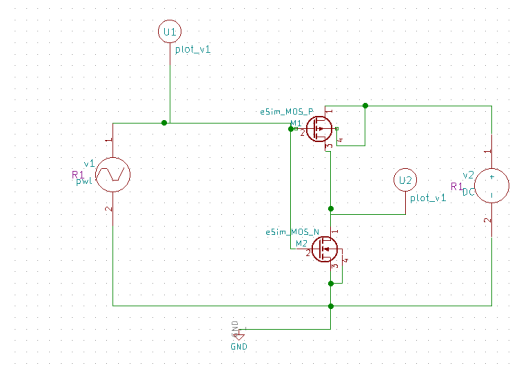 U1
plot_v1
eSim_MOS_P
M1
1
2
3
4
1
v1
R1
pwl
2
U2
plot_v1
1
v2
R1
DC
+
2
eSim_MOS_N
M2
1
2
3
4
GND
GND